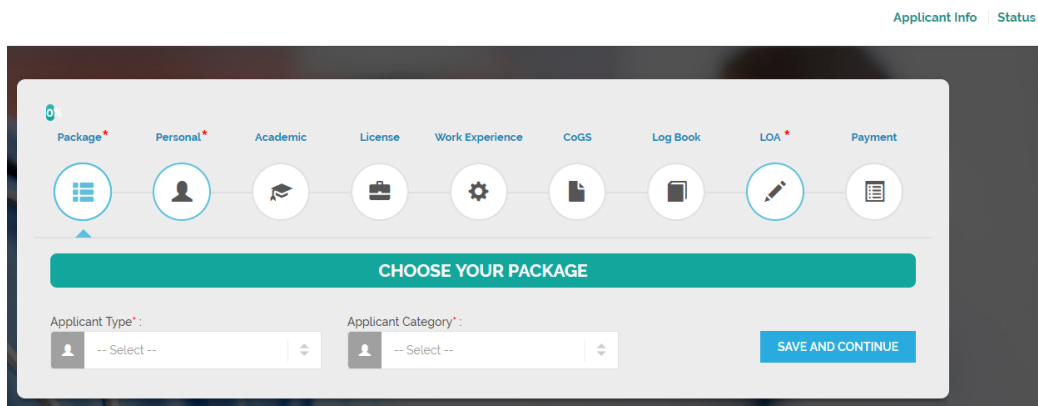 Applicant Info Status
0%
Package* Personal* Academic License Work Experience CoGS Log Book LOA * Payment
CHOOSE YOUR PACKAGE
Applicant Type* : Applicant Category* :
-- Select -- -- Select -- SAVE AND CONTINUE